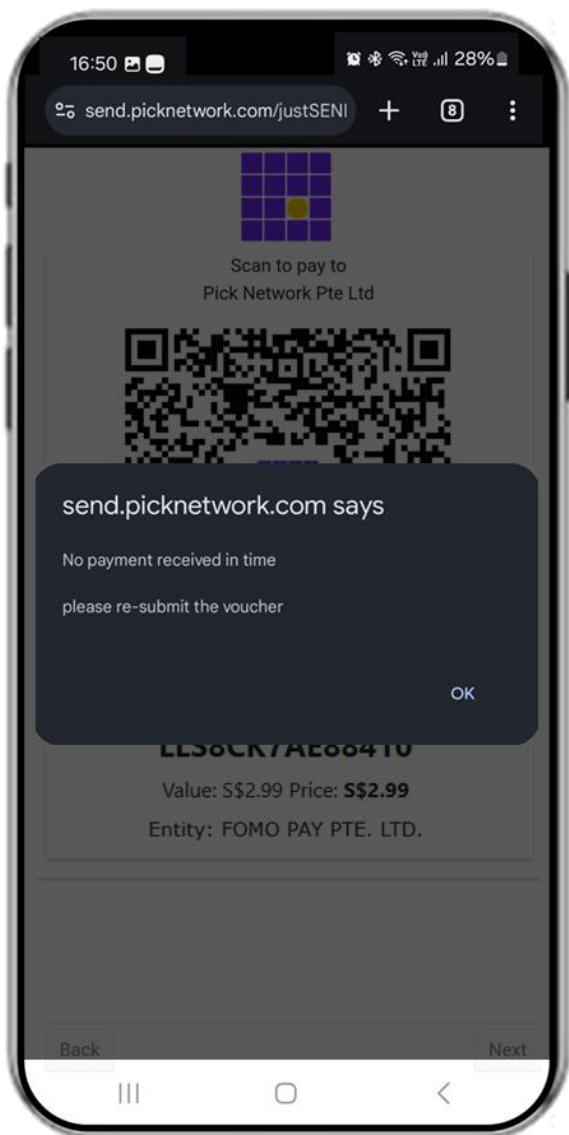 16:50 28%
Vo))
LTE
send.picknetwork.com/justSENI 8
Scan to pay to
Pick Network Pte Ltd
send.picknetwork.com says
No payment received in time
please re-submit the voucher
OK
Value: S$2.99 Price: S$2.99
Entity: FOMO PAY PTE. LTD.
Back Next